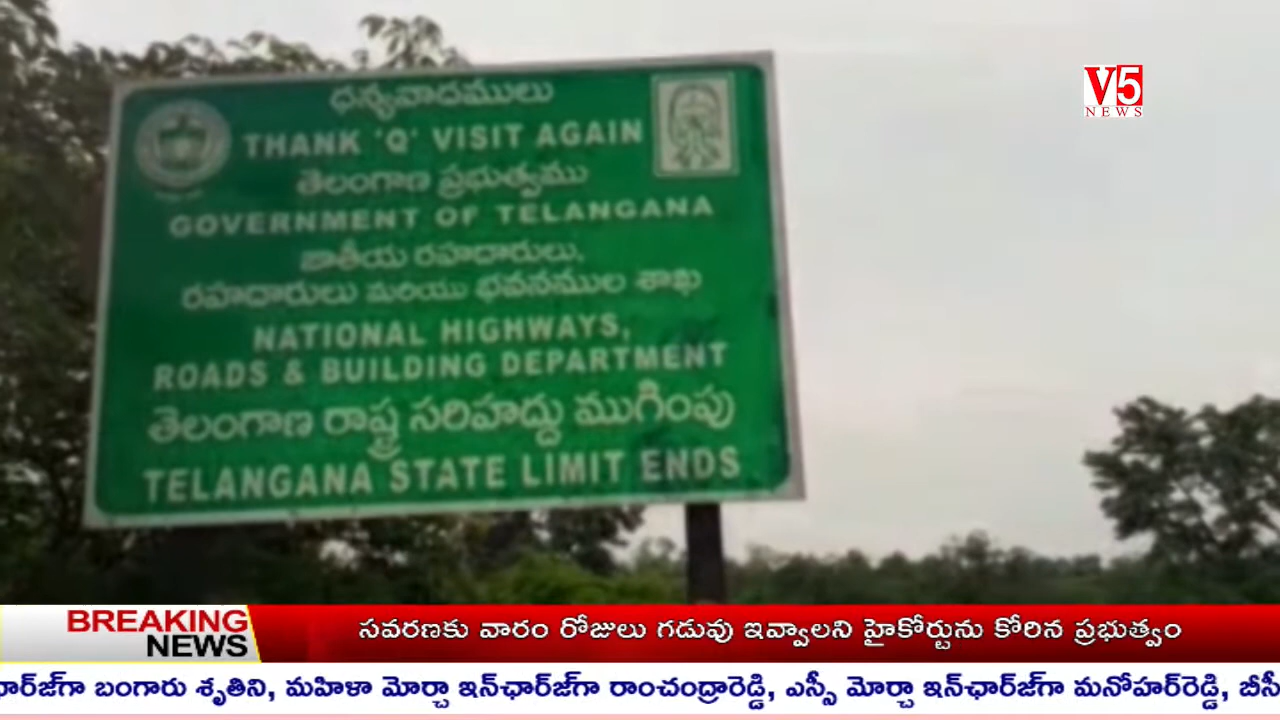 V5
NEWS
ధన్యవాదములు
THANK 'Q' VISIT AGAIN
తెలంగాణ ప్రభుత్వము
GOVERNMENT OF TELANGANA
జాతీయ రహదారులు,
రహదారులు మరియు భవనముల శాఖ
NATIONAL HIGHWAYS,
ROADS & BUILDING DEPARTMENT
తెలంగాణ రాష్ట్ర సరిహద్దు ముగింపు
TELANGANA STATE LIMIT ENDS
BREAKING
NEWS
సవరణకు వారం రోజులు గడువు ఇవ్వాలని హైకోర్టును కోరిన ప్రభుత్వం
ఛార్జ్‌గా బంగారు శృతిని, మహిళా మోర్చా ఇన్‌ఛార్జ్‌గా రాంచంద్రారెడ్డి, ఎస్సీ మోర్చా ఇన్‌ఛార్జ్‌గా మనోహర్‌రెడ్డి, బీసీ